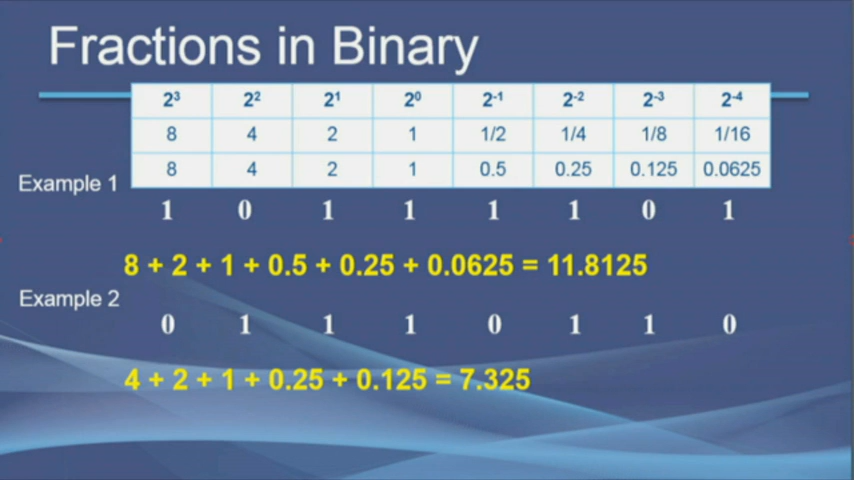 Fractions in Binary
2³ 2² 2¹ 2⁰ 2⁻¹ 2⁻² 2⁻³ 2⁻⁴
8 4 2 1 1/2 1/4 1/8 1/16
8 4 2 1 0.5 0.25 0.125 0.0625
Example 1
1 0 1 1 1 1 0 1
8 + 2 + 1 + 0.5 + 0.25 + 0.0625 = 11.8125
Example 2
0 1 1 1 0 1 1 0
4 + 2 + 1 + 0.25 + 0.125 = 7.325